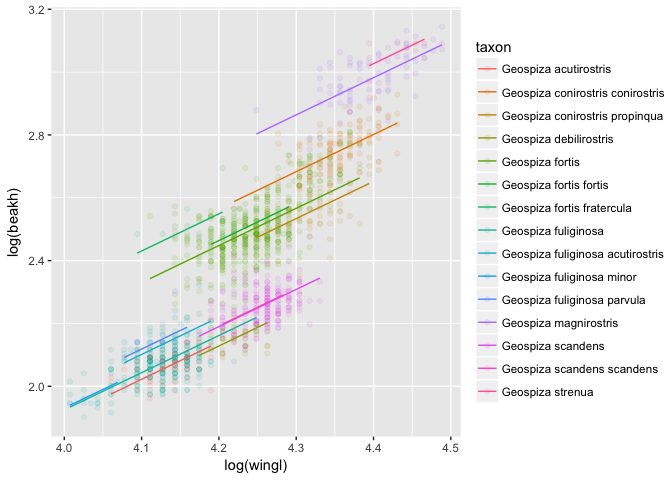 3.2
2.8
2.4
2.0
log(beakh)
4.0 4.1 4.2 4.3 4.4 4.5
log(wingl)
taxon
Geospiza acutirostris
Geospiza conirostris conirostris
Geospiza conirostris propinqua
Geospiza debilirostris
Geospiza fortis
Geospiza fortis fortis
Geospiza fortis fratercula
Geospiza fuliginosa
Geospiza fuliginosa acutirostris
Geospiza fuliginosa minor
Geospiza fuliginosa parvula
Geospiza magnirostris
Geospiza scandens
Geospiza scandens scandens
Geospiza strenua